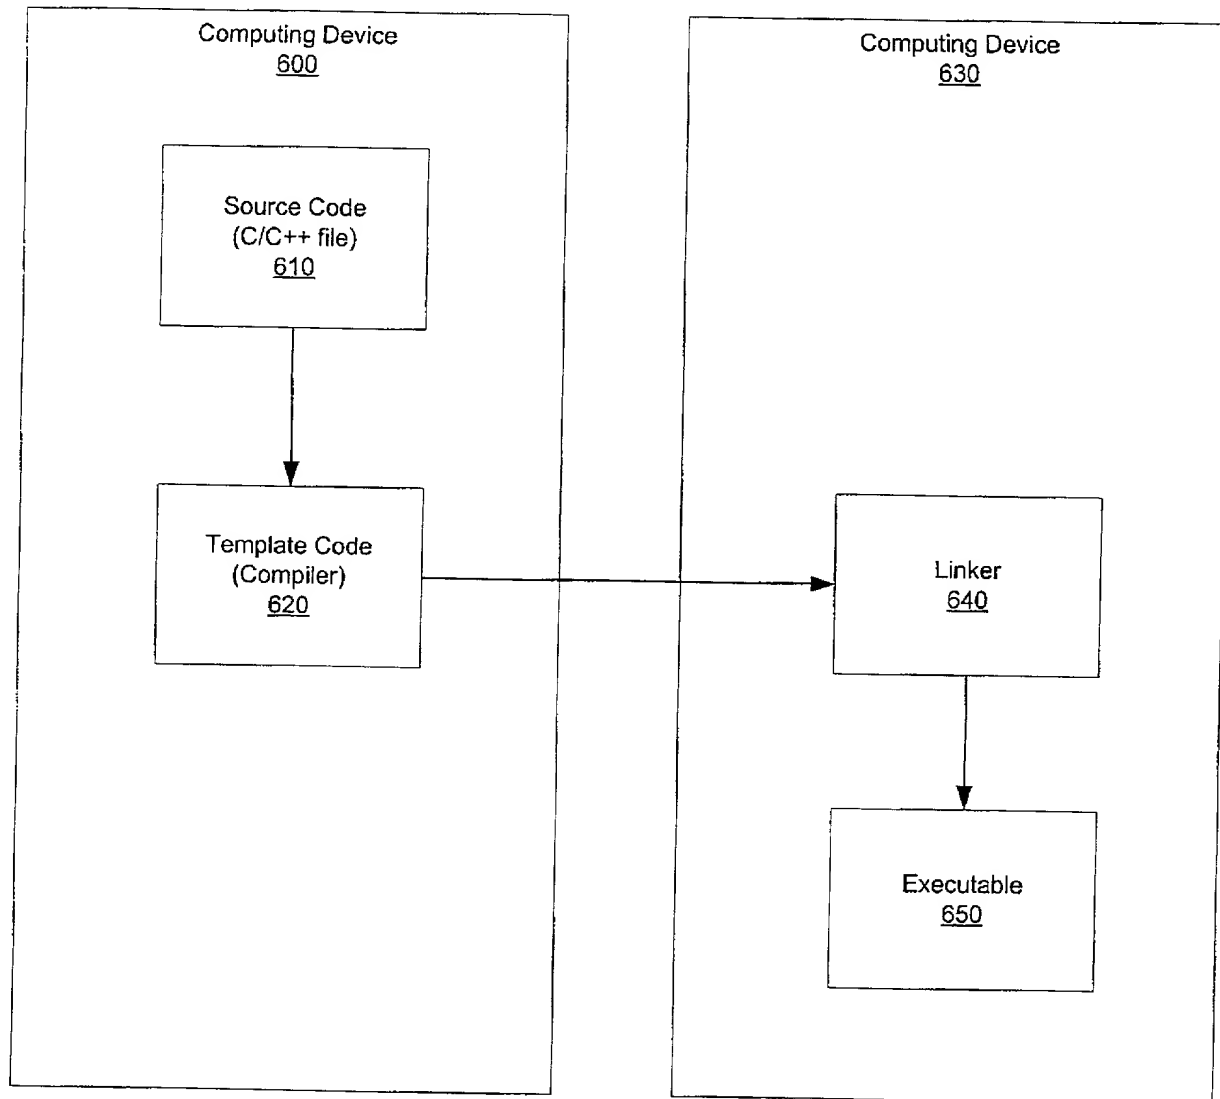 Computing Device
600
Source Code
(C/C++ file)
610
Template Code
(Compiler)
620
Computing Device
630
Linker
640
Executable
650